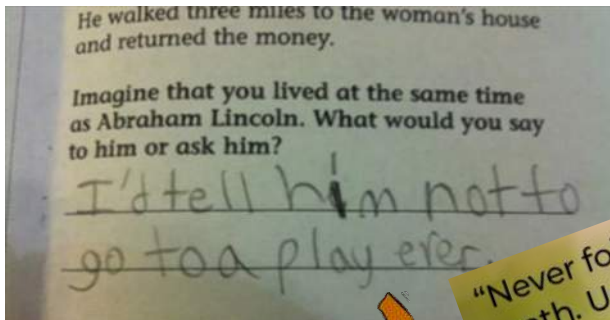 He walked three miles to the woman's house
and returned the money.
Imagine that you lived at the same time
as Abraham Lincoln. What would you say
to him or ask him?
I'd tell him not to
go to a play ever.
"Never fo
th. U